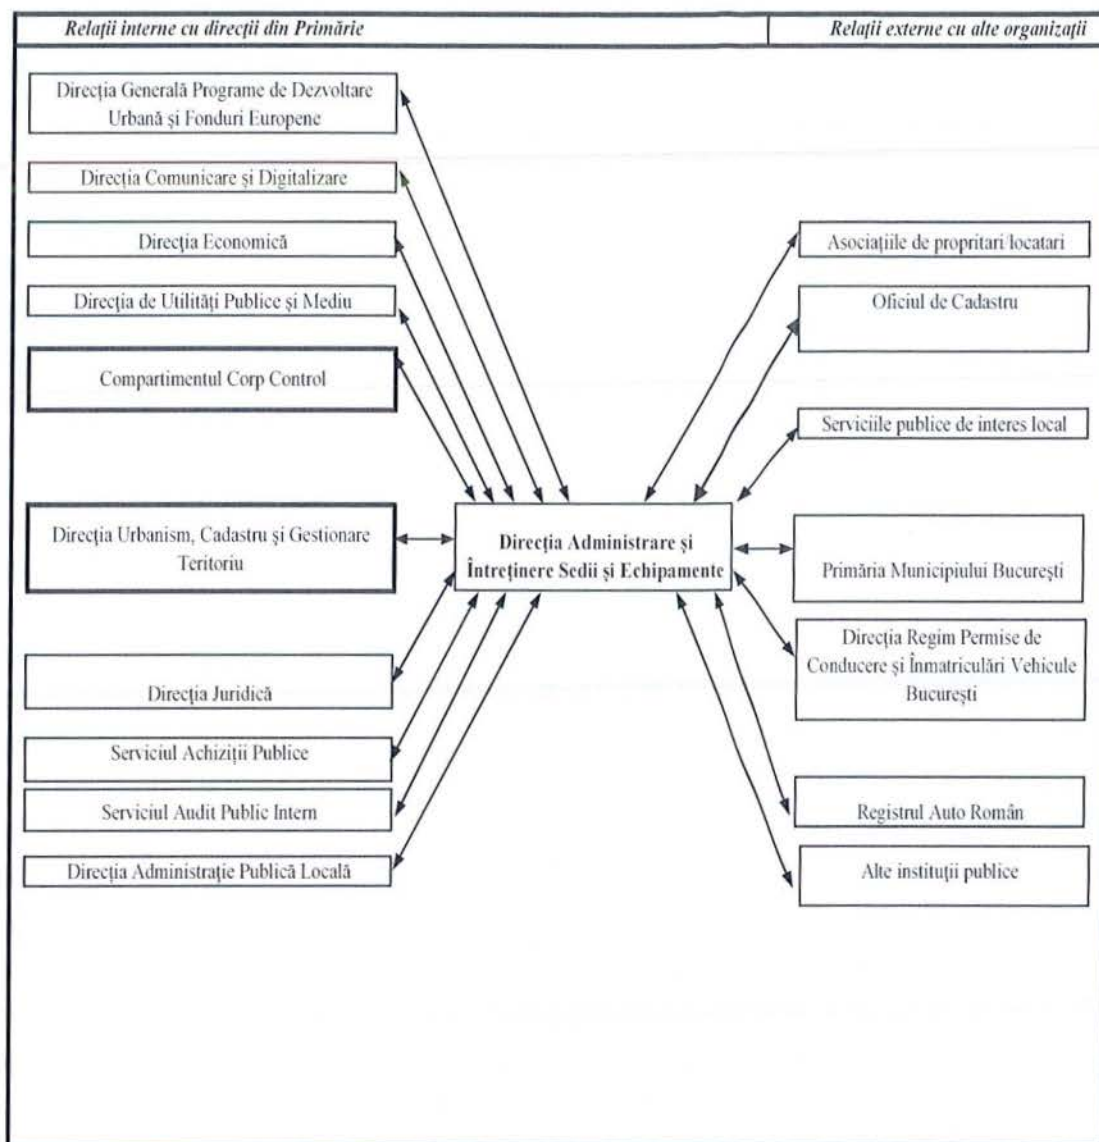 Relații interne cu direcții din Primărie
Relații externe cu alte organizații
Direcția Generală Programe de Dezvoltare
Urbană și Fonduri Europene
Direcția Comunicare și Digitalizare
Direcția Economică
Direcția de Utilități Publice și Mediu
Compartimentul Corp Control
Direcția Urbanism, Cadastru și Gestionare
Teritoriu
Direcția Juridică
Serviciul Achiziții Publice
Serviciul Audit Public Intern
Direcția Administrație Publică Locală
Direcția Administrare și
Întreținere Sedii și Echipamente
Asociațiile de propritari/locatari
Oficiul de Cadastru
Serviciile publice de interes local
Primăria Municipiului București
Direcția Regim Permise de
Conducere și Înmatriculări Vehicule
București
Registrul Auto Român
Alte instituții publice